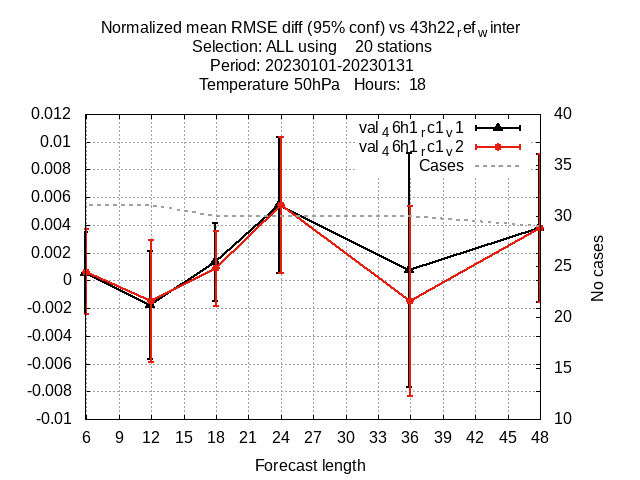 Normalized mean RMSE diff (95% conf) vs 43h22refwinter
Selection: ALL using 20 stations
Period: 20230101-20230131
Temperature 50hPa Hours: 18
val46h1rc1v1
val46h1rc1v2
Cases
0.012
0.01
0.008
0.006
0.004
0.002
0
-0.002
-0.004
-0.006
-0.008
-0.01
40
35
30
25
20
15
10
No cases
6 9 12 15 18 21 24 27 30 33 36 39 42 45 48
Forecast length